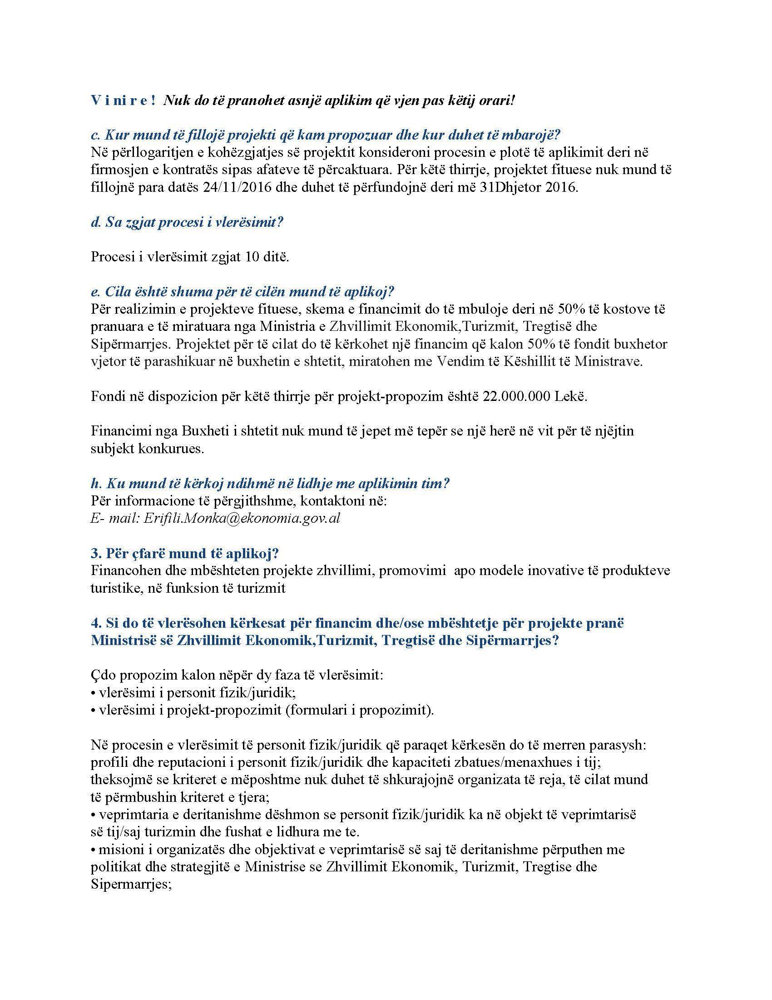 V i ni r e ! Nuk do të pranohet asnjë aplikim që vjen pas këtij orari!
c. Kur mund të fillojë projekti që kam propozuar dhe kur duhet të mbarojë?
Në përllogaritjen e kohëzgjatjes së projektit konsideroni procesin e plotë të aplikimit deri në
firmosjen e kontratës sipas afateve të përcaktuara. Për këtë thirrje, projektet fituese nuk mund të
fillojnë para datës 24/11/2016 dhe duhet të përfundojnë deri më 31Dhjetor 2016.
d. Sa zgjat procesi i vlerësimit?
Procesi i vlerësimit zgjat 10 ditë.
e. Cila është shuma për të cilën mund të aplikoj?
Për realizimin e projekteve fituese, skema e financimit do të mbuloje deri në 50% të kostove të
pranuara e të miratuara nga Ministria e Zhvillimit Ekonomik,Turizmit, Tregtisë dhe
Sipërmarrjes. Projektet për të cilat do të kërkohet një financim që kalon 50% të fondit buxhetor
vjetor të parashikuar në buxhetin e shtetit, miratohen me Vendim të Këshillit të Ministrave.
Fondi në dispozicion për këtë thirrje për projekt-propozim është 22.000.000 Lekë.
Financimi nga Buxheti i shtetit nuk mund të jepet më tepër se një herë në vit për të njëjtin
subjekt konkurues.
h. Ku mund të kërkoj ndihmë në lidhje me aplikimin tim?
Për informacione të përgjithshme, kontaktoni në:
E- mail: Erifili.Monka@ekonomia.gov.al
3. Për çfarë mund të aplikoj?
Financohen dhe mbështeten projekte zhvillimi, promovimi apo modele inovative të produkteve
turistike, në funksion të turizmit
4. Si do të vlerësohen kërkesat për financim dhe/ose mbështetje për projekte pranë
Ministrisë së Zhvillimit Ekonomik,Turizmit, Tregtisë dhe Sipërmarrjes?
Çdo propozim kalon nëpër dy faza të vlerësimit:
• vlerësimi i personit fizik/juridik;
• vlerësimi i projekt-propozimit (formulari i propozimit).
Në procesin e vlerësimit të personit fizik/juridik që paraqet kërkesën do të merren parasysh:
profili dhe reputacioni i personit fizik/juridik dhe kapaciteti zbatues/menaxhues i tij;
theksojmë se kriteret e mëposhtme nuk duhet të shkurajojnë organizata të reja, të cilat mund
të përmbushin kriteret e tjera;
• veprimtaria e deritanishme dëshmon se personit fizik/juridik ka në objekt të veprimtarisë
së tij/saj turizmin dhe fushat e lidhura me te.
• misioni i organizatës dhe objektivat e veprimtarisë së saj të deritanishme përputhen me
politikat dhe strategjitë e Ministrise se Zhvillimit Ekonomik, Turizmit, Tregtise dhe
Sipermarrjes;